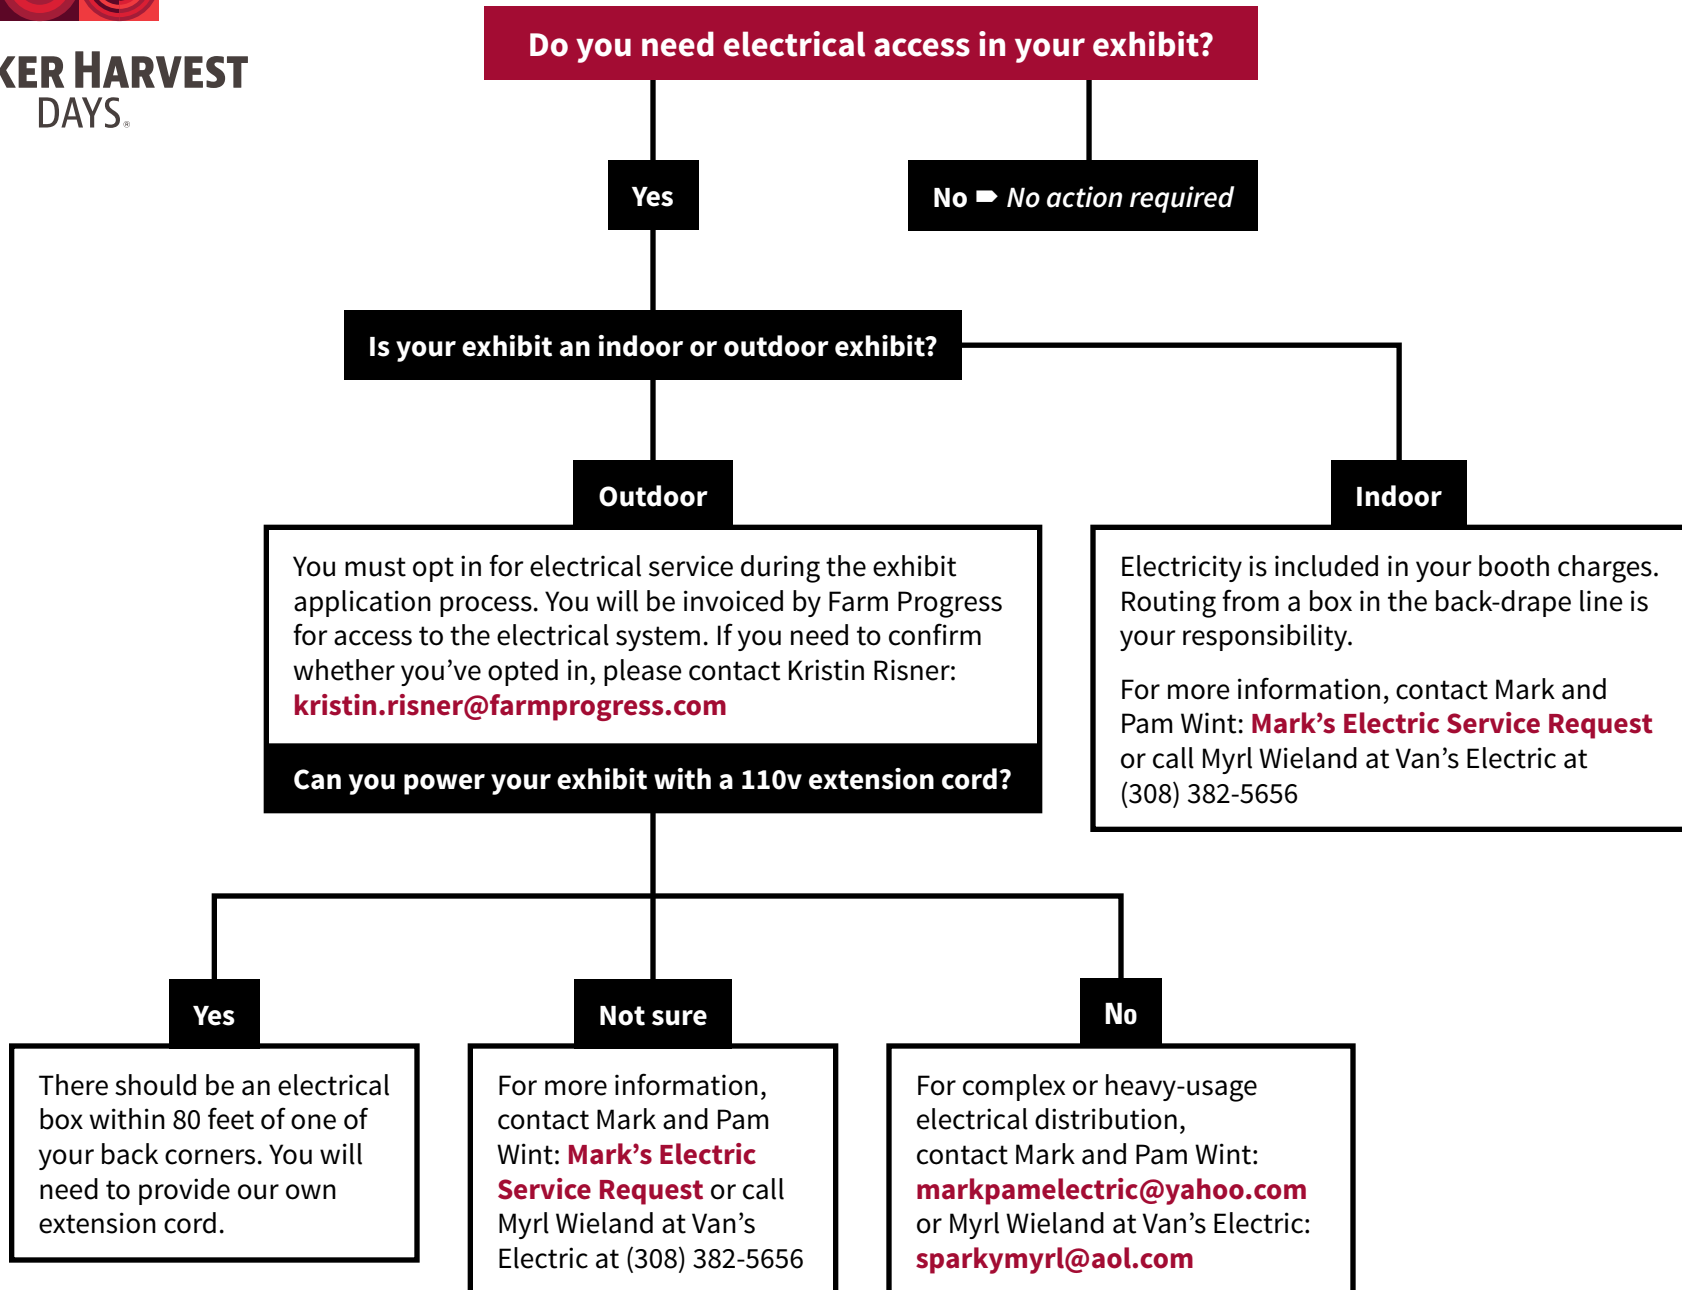 KER HARVEST
DAYS®
Do you need electrical access in your exhibit?
Yes
No ➨ No action required
Is your exhibit an indoor or outdoor exhibit?
Outdoor
You must opt in for electrical service during the exhibit
application process. You will be invoiced by Farm Progress
for access to the electrical system. If you need to confirm
whether you’ve opted in, please contact Kristin Risner:
kristin.risner@farmprogress.com
Can you power your exhibit with a 110v extension cord?
Indoor
Electricity is included in your booth charges.
Routing from a box in the back-drape line is
your responsibility.
For more information, contact Mark and
Pam Wint: Mark’s Electric Service Request
or call Myrl Wieland at Van’s Electric at
(308) 382-5656
Yes
There should be an electrical
box within 80 feet of one of
your back corners. You will
need to provide our own
extension cord.
Not sure
For more information,
contact Mark and Pam
Wint: Mark’s Electric
Service Request or call
Myrl Wieland at Van’s
Electric at (308) 382-5656
No
For complex or heavy-usage
electrical distribution,
contact Mark and Pam Wint:
markpamelectric@yahoo.com
or Myrl Wieland at Van’s Electric:
sparkymyrl@aol.com